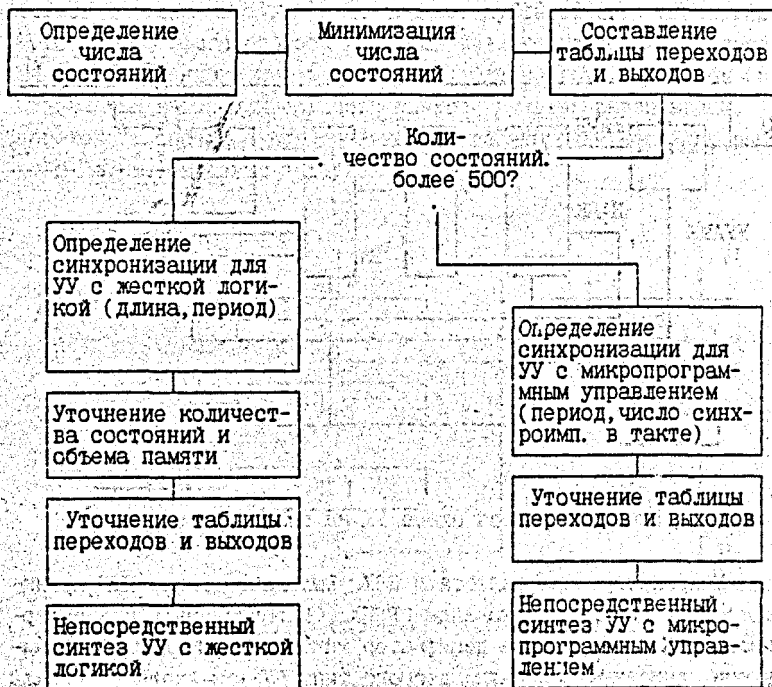 Определение
числа
состояний
Минимизация
числа
состояний
Составление
таблицы переходов
и выходов
Коли-
чество состояний.
более 500?
Определение
синхронизации для
УУ с жесткой логи-
кой (длина,период)
Уточнение количест-
ва состояний и
объема памяти
Уточнение таблицы
переходов и выходов
Непосредственный
синтез УУ с жесткой
логикой
Определение
синхронизации для
УУ с микропрограм-
мным управлением
(период,число синх-
роимп. в такте)
Уточнение таблицы
переходов и выходов
Непосредственный
синтез УУ с микро-
программным управ-
лением